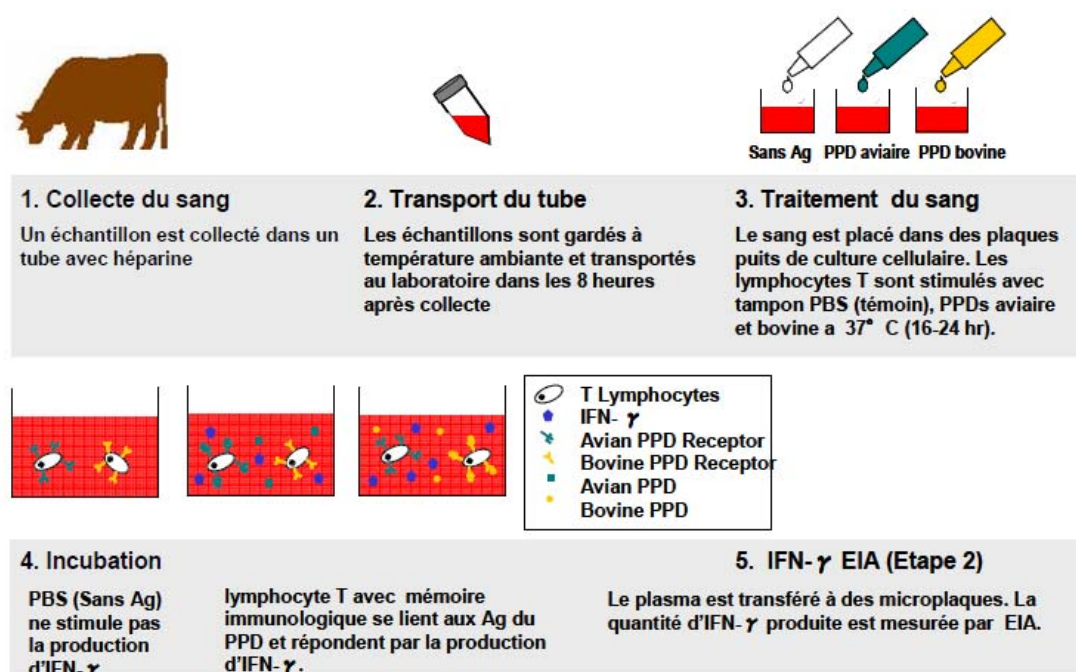 Sans Ag PPD aviaire PPD bovine
1. Collecte du sang
Un échantillon est collecté dans un
tube avec héparine
2. Transport du tube
Les échantillons sont gardés à
température ambiante et transportés
au laboratoire dans les 8 heures
après collecte
3. Traitement du sang
Le sang est placé dans des plaques
puits de culture cellulaire. Les
lymphocytes T sont stimulés avec
tampon PBS (témoin), PPDs aviaire
et bovine a 37° C (16-24 hr).
T Lymphocytes
IFN- γ
Avian PPD Receptor
Bovine PPD Receptor
Avian PPD
Bovine PPD
4. Incubation
PBS (Sans Ag)
ne stimule pas
la production
d'IFN- γ
lymphocyte T avec mémoire
immunologique se lient aux Ag du
PPD et répondent par la production
d'IFN- γ.
5. IFN- γ EIA (Etape 2)
Le plasma est transféré à des microplaques. La
quantité d'IFN- γ produite est mesurée par EIA.